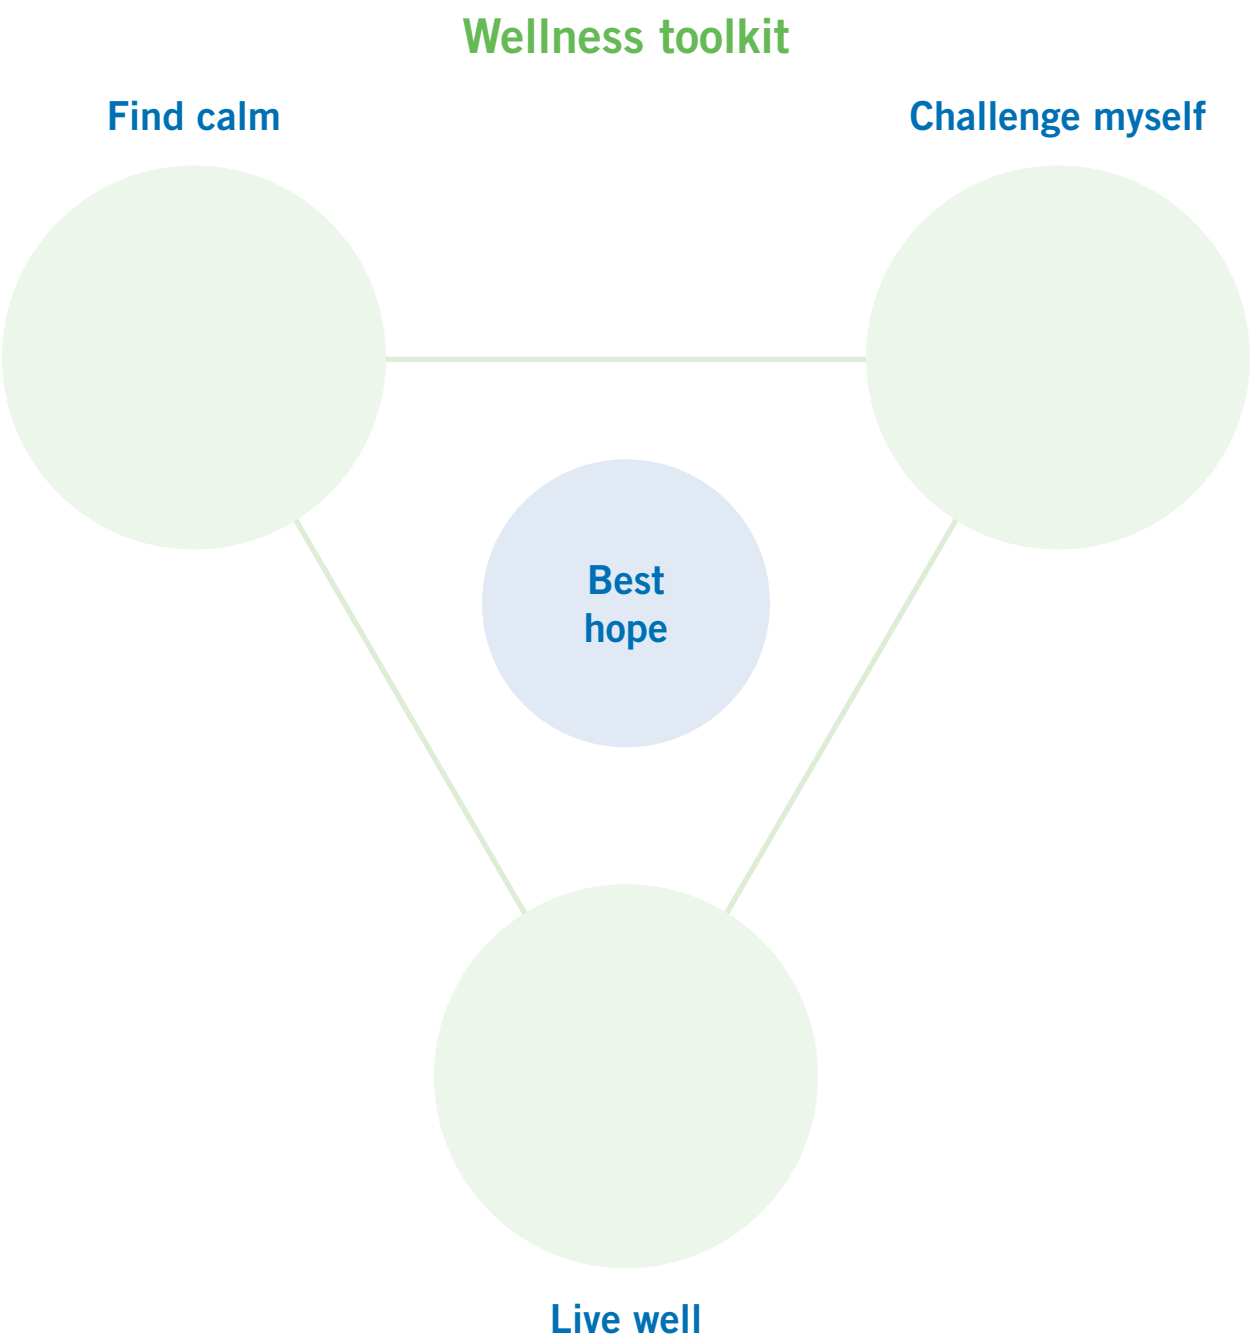 Wellness toolkit
Find calm
Challenge myself
Best
hope
Live well